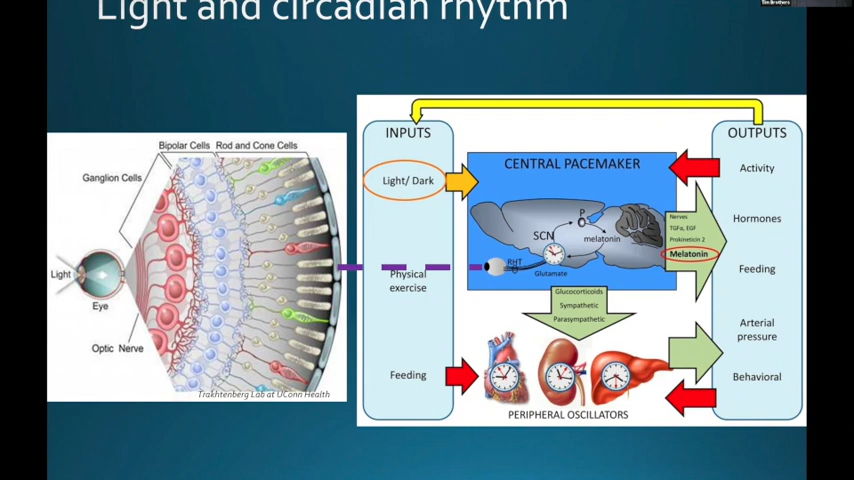 Light and circadian rhythm
Tim Brothers
Bipolar Cells Rod and Cone Cells
Ganglion Cells
Light
Eye
Optic Nerve
Trakhtenberg Lab at UConn Health
INPUTS
Light/ Dark
Physical
exercise
Feeding
CENTRAL PACEMAKER
P
SCN
melatonin
RHT
Glutamate
Nerves
TGFα, EGF
Prokineticin 2
Melatonin
Glucocorticoids
Sympathetic
Parasympathetic
PERIPHERAL OSCILLATORS
OUTPUTS
Activity
Hormones
Feeding
Arterial
pressure
Behavioral